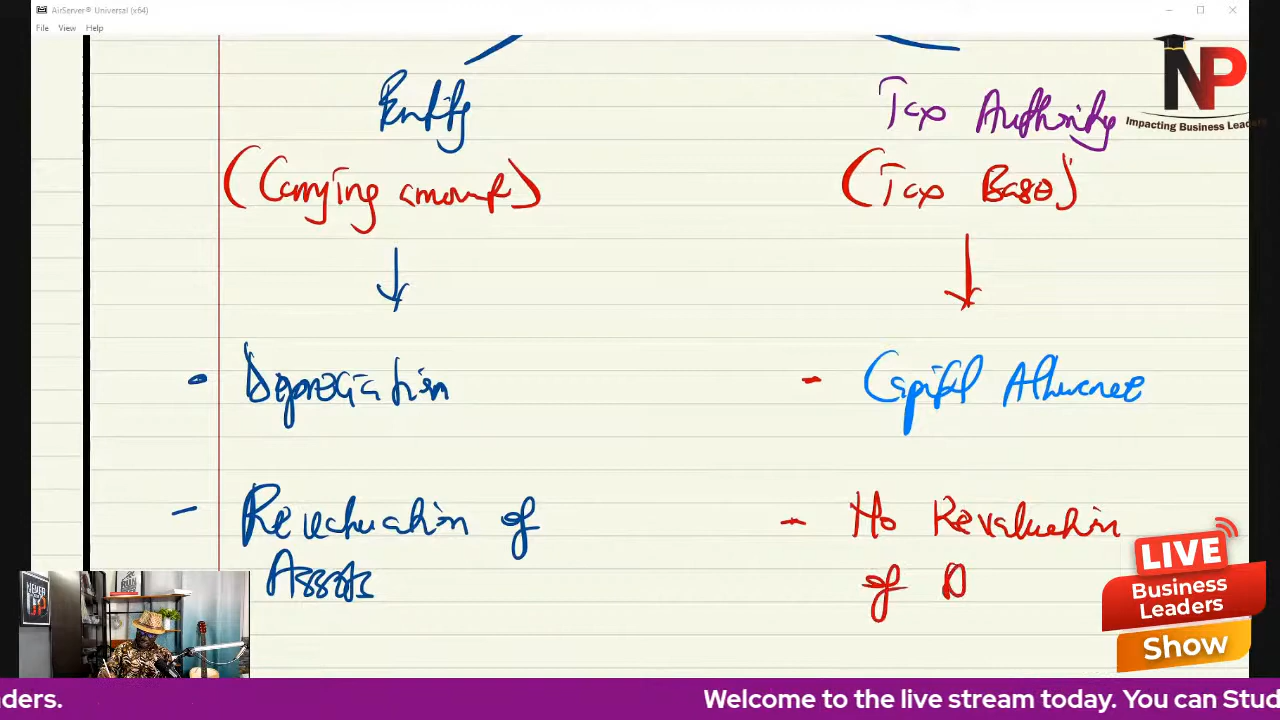 AirServer® Universal (x64)
File View Help
NP
Impacting Business Leaders
Entity
Tax Authority
(Carrying amount)
(Tax Base)
Depreciation
- Capital Allowance
- Revaluation of
Assets
- No Revaluation
of
LIVE
Business
Leaders
Show
aders.
Welcome to the live stream today. You can Stud